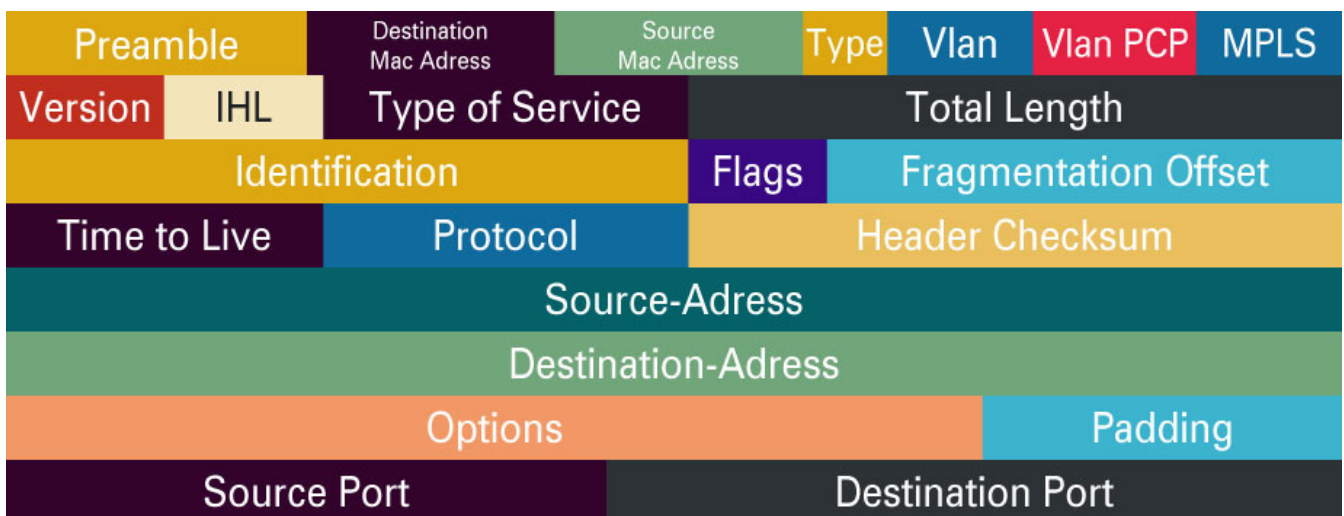 Preamble Destination Mac Adress Source Mac Adress Type Vlan Vlan PCP MPLS
Version IHL Type of Service Total Length
Identification Flags Fragmentation Offset
Time to Live Protocol Header Checksum
Source-Adress
Destination-Adress
Options Padding
Source Port Destination Port